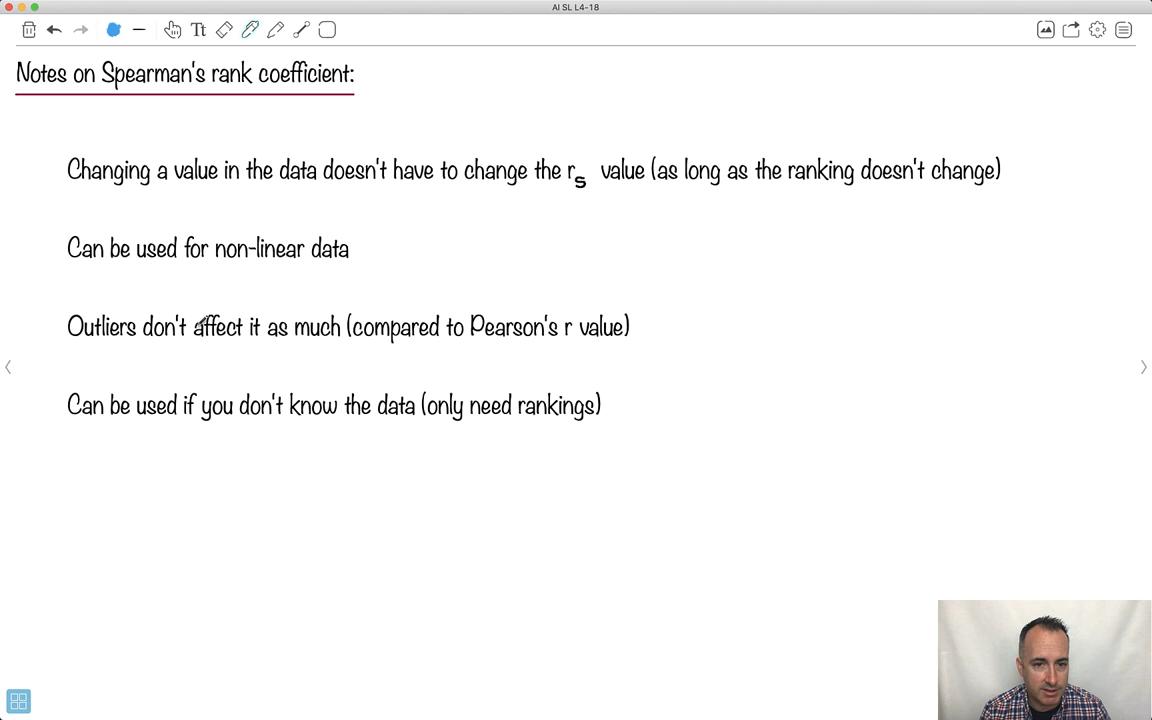 AI SL L4-18
Tt
Notes on Spearman's rank coefficient:
Changing a value in the data doesn't have to change the rs value (as long as the ranking doesn't change)
Can be used for non-linear data
Outliers don't affect it as much (compared to Pearson's r value)
Can be used if you don't know the data (only need rankings)